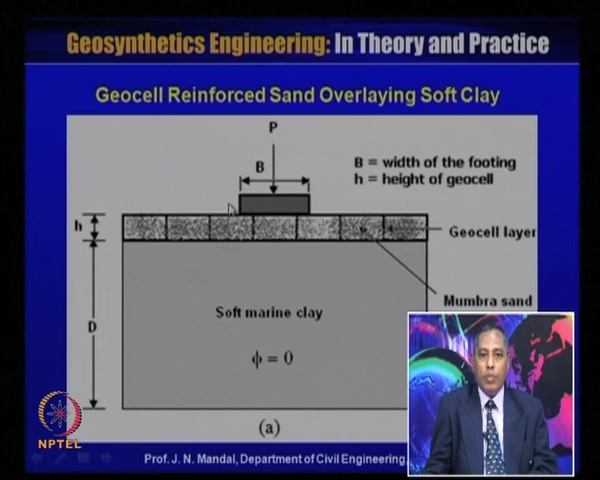 Geosynthetics Engineering: In Theory and Practice
Geocell Reinforced Sand Overlaying Soft Clay
P
B
B = width of the footing
h = height of geocell
h
Geocell layer
Mumbra sand
D
Soft marine clay
ϕ = 0
(a)
NPTEL
Prof. J. N. Mandal, Department of Civil Engineering,